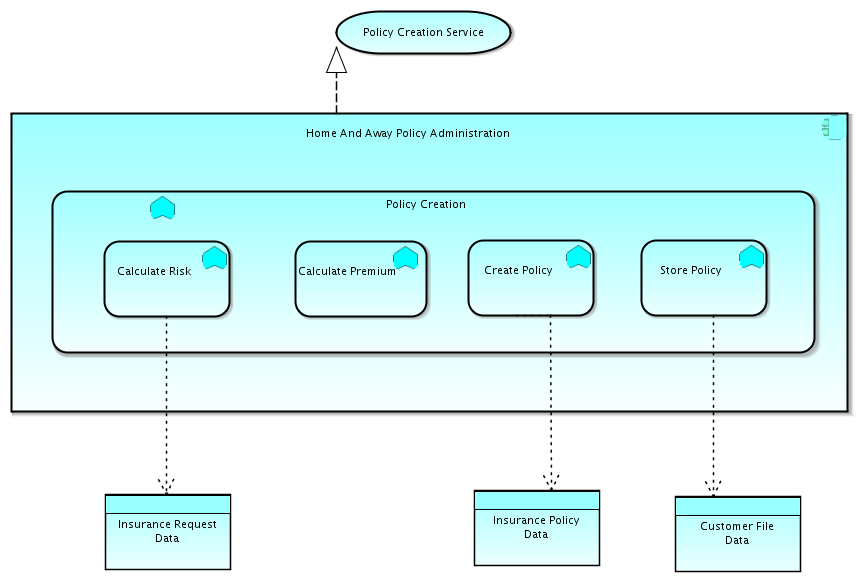 Policy Creation Service
Home And Away Policy Administration
Policy Creation
Calculate Risk
Calculate Premium
Create Policy
Store Policy
Insurance Request
Data
Insurance Policy
Data
Customer File
Data